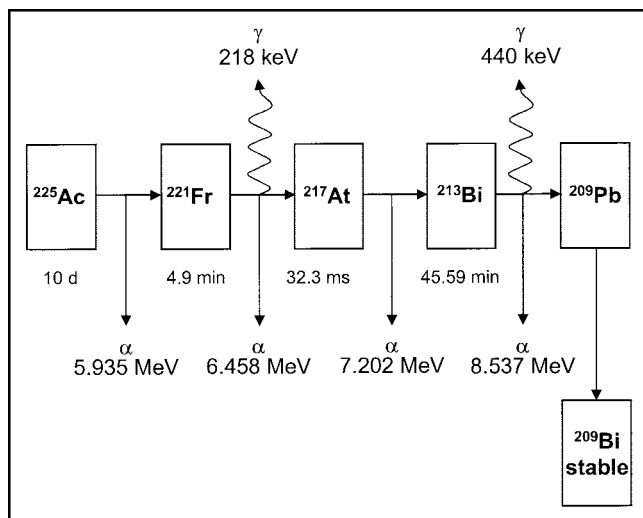 γ
218 keV
γ
440 keV
²²⁵Ac
²²¹Fr
²¹⁷At
²¹³Bi
²⁰⁹Pb
10 d
4.9 min
32.3 ms
45.59 min
α
5.935 MeV
α
6.458 MeV
α
7.202 MeV
α
8.537 MeV
²⁰⁹Bi
stable